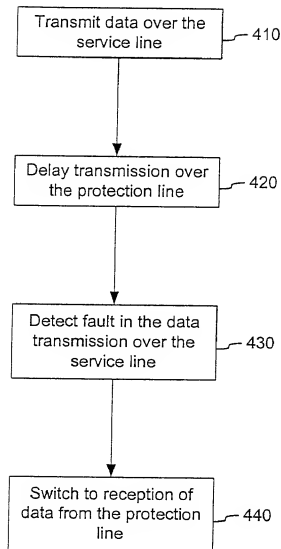 Transmit data over the
service line
410
Delay transmission over
the protection line
420
Detect fault in the data
transmission over the
service line
430
Switch to reception of
data from the protection
line
440